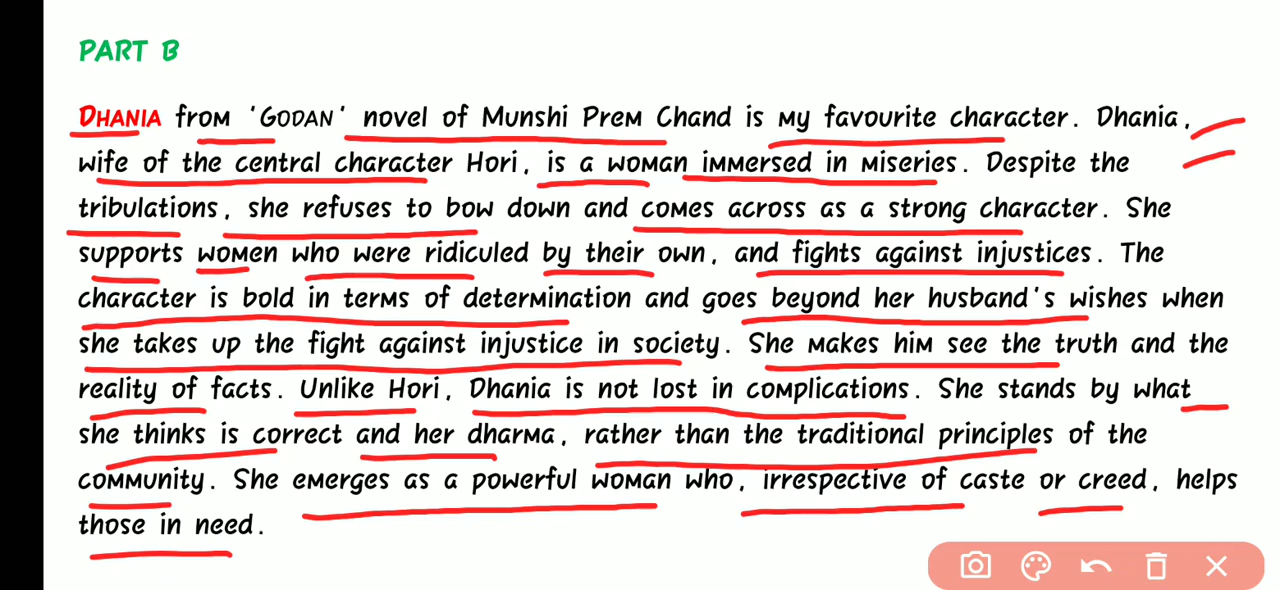 PART B
DHANIA from 'GODAN' novel of Munshi Prem Chand is my favourite character. Dhania,
wife of the central character Hori, is a woman immersed in miseries. Despite the
tribulations, she refuses to bow down and comes across as a strong character. She
supports women who were ridiculed by their own, and fights against injustices. The
character is bold in terms of determination and goes beyond her husband's wishes when
she takes up the fight against injustice in society. She makes him see the truth and the
reality of facts. Unlike Hori, Dhania is not lost in complications. She stands by what
she thinks is correct and her dharma, rather than the traditional principles of the
community. She emerges as a powerful woman who, irrespective of caste or creed, helps
those in need.